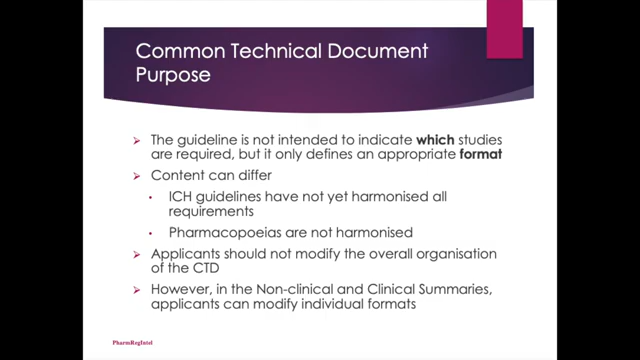 Common Technical Document
Purpose
The guideline is not intended to indicate which studies
are required, but it only defines an appropriate format
Content can differ
ICH guidelines have not yet harmonised all
requirements
Pharmacopoeias are not harmonised
Applicants should not modify the overall organisation
of the CTD
However, in the Non-clinical and Clinical Summaries,
applicants can modify individual formats
PharmRegIntel